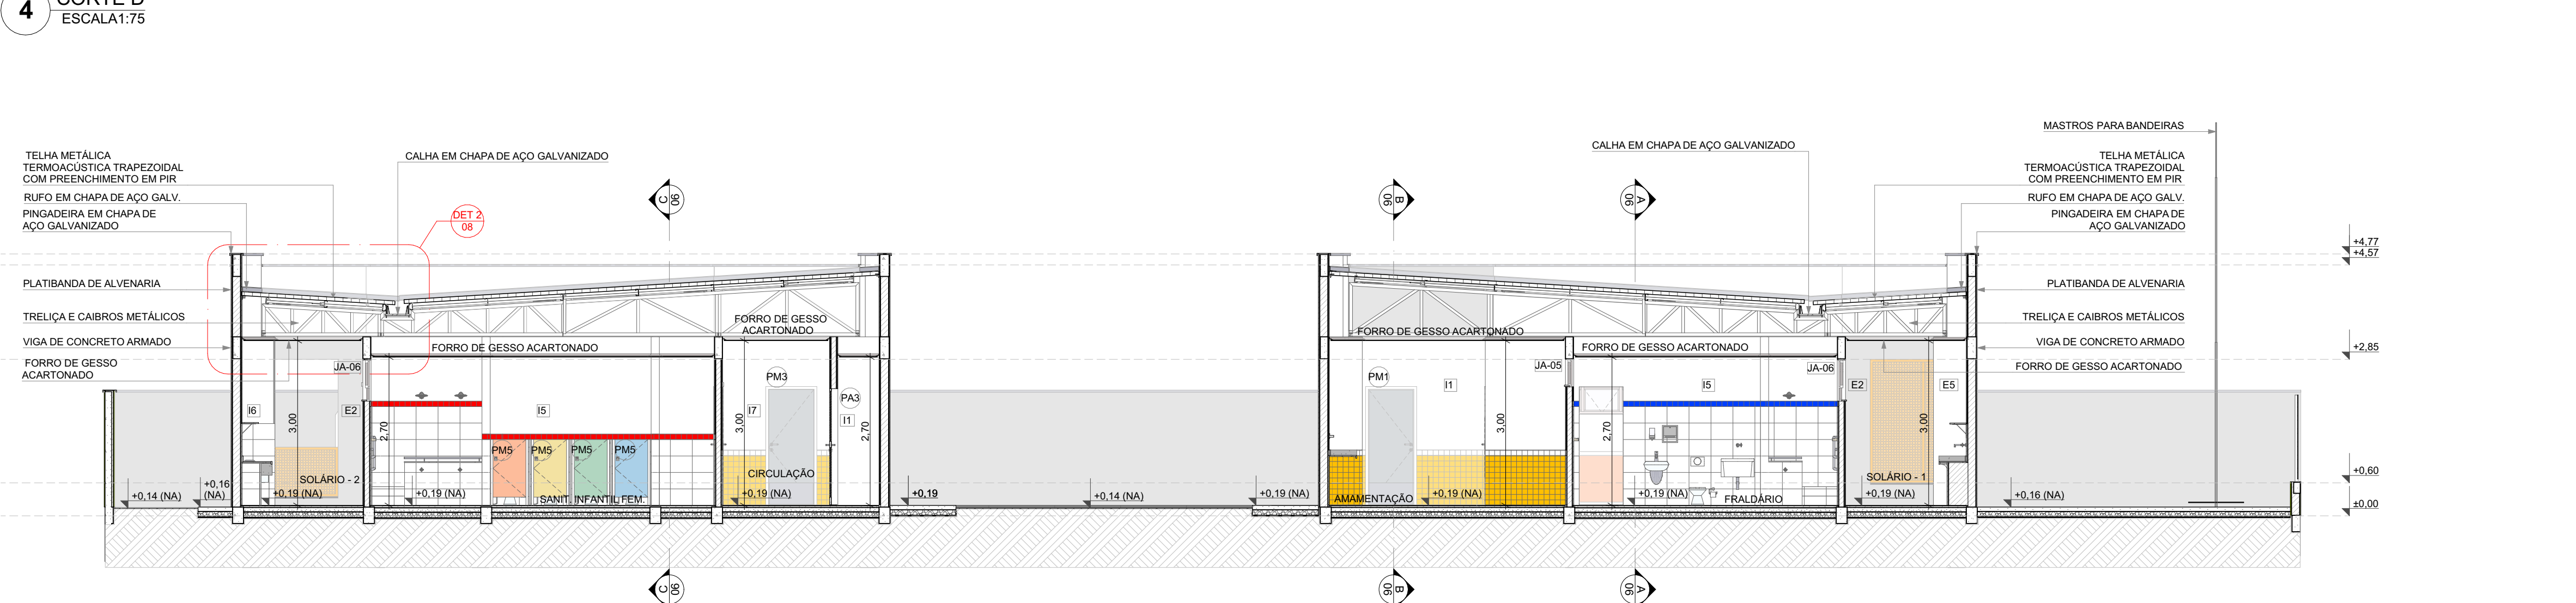 4
CORTE D
ESCALA1:75
MASTROS PARA BANDEIRAS
TELHA METÁLICA
TERMOACÚSTICA TRAPEZOIDAL
COM PREENCHIMENTO EM PIR
RUFO EM CHAPA DE AÇO GALV.
PINGADEIRA EM CHAPA DE
AÇO GALVANIZADO
CALHA EM CHAPA DE AÇO GALVANIZADO
DET 2
08
C
06
CALHA EM CHAPA DE AÇO GALVANIZADO
B
06
A
06
TELHA METÁLICA
TERMOACÚSTICA TRAPEZOIDAL
COM PREENCHIMENTO EM PIR
RUFO EM CHAPA DE AÇO GALV.
PINGADEIRA EM CHAPA DE
AÇO GALVANIZADO
+4,77
+4,57
PLATIBANDA DE ALVENARIA
TRELIÇA E CAIBROS METÁLICOS
VIGA DE CONCRETO ARMADO
FORRO DE GESSO
ACARTONADO
PLATIBANDA DE ALVENARIA
TRELIÇA E CAIBROS METÁLICOS
VIGA DE CONCRETO ARMADO
FORRO DE GESSO ACARTONADO
+2,85
FORRO DE GESSO ACARTONADO
FORRO DE GESSO
ACARTONADO
FORRO DE GESSO ACARTONADO
FORRO DE GESSO ACARTONADO
JA-06
PM3
PA3
PM1
JA-05
JA-06
I6
3,00
E2
2,70
I5
3,00
I7
I1
2,70
I1
3,00
2,70
I5
E2
3,00
E5
PM5
PM5
PM5
PM5
CIRCULAÇÃO
SOLÁRIO - 2
SOLÁRIO - 1
+0,60
+0,14 (NA)
+0,16
(NA)
+0,19 (NA)
+0,19 (NA)
SANIT. INFANTIL FEM.
+0,19 (NA)
+0,19
+0,14 (NA)
+0,19 (NA)
AMAMENTAÇÃO
+0,19 (NA)
+0,19 (NA)
FRALDÁRIO
+0,19 (NA)
+0,16 (NA)
±0,00
C
06
B
06
A
06